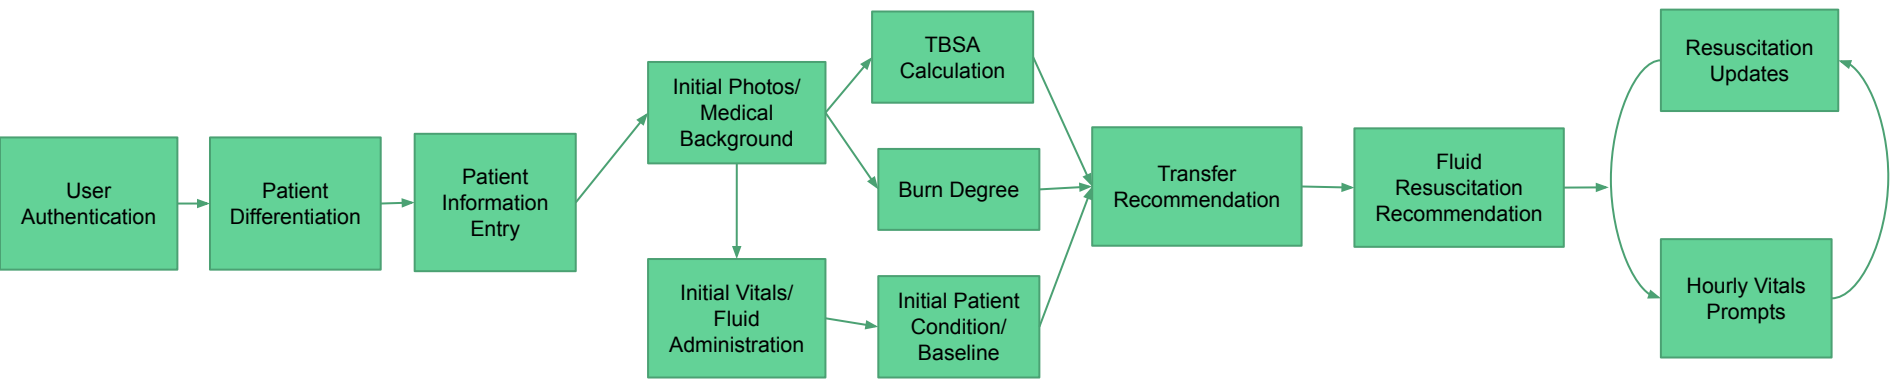 User
Authentication
Patient
Differentiation
Patient
Information
Entry
Initial Photos/
Medical
Background
Initial Vitals/
Fluid
Administration
TBSA
Calculation
Burn Degree
Initial Patient
Condition/
Baseline
Transfer
Recommendation
Fluid
Resuscitation
Recommendation
Resuscitation
Updates
Hourly Vitals
Prompts